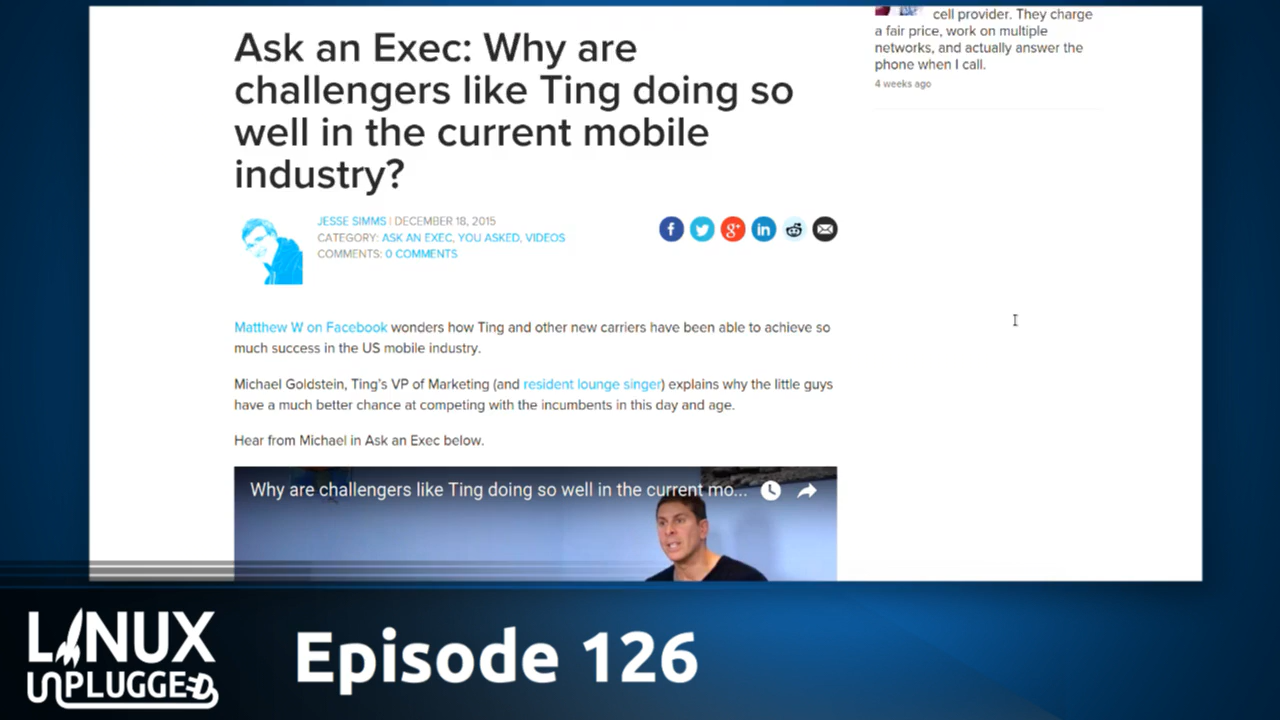 Ask an Exec: Why are
challengers like Ting doing so
well in the current mobile
industry?
JESSE SIMMS | DECEMBER 18, 2015
CATEGORY: ASK AN EXEC, YOU ASKED, VIDEOS
COMMENTS: 0 COMMENTS
f g+ in
Matthew W on Facebook wonders how Ting and other new carriers have been able to achieve so
much success in the US mobile industry.
Michael Goldstein, Ting's VP of Marketing (and resident lounge singer) explains why the little guys
have a much better chance at competing with the incumbents in this day and age.
Hear from Michael in Ask an Exec below.
Why are challengers like Ting doing so well in the current mo...
cell provider. They charge
a fair price, work on multiple
networks, and actually answer the
phone when I call.
4 weeks ago
LINUX
UNPLUGGED
Episode 126